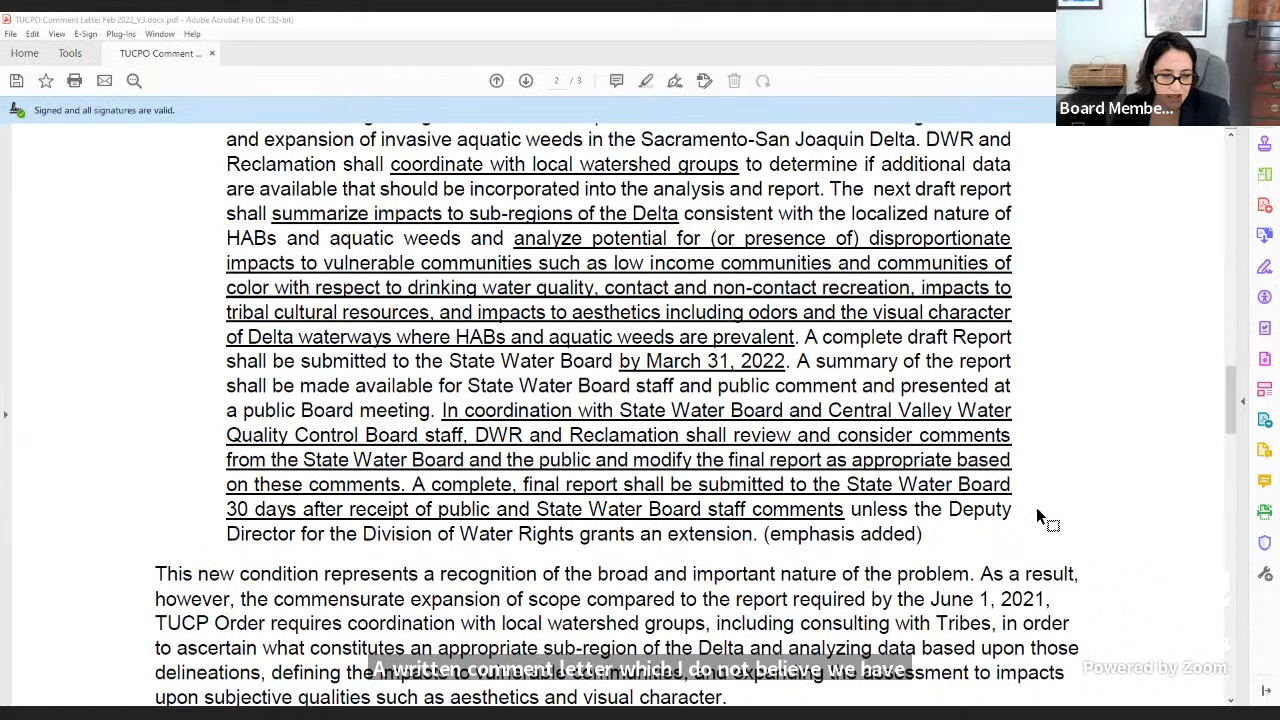 TUCPO Comment Letter Feb 2022_V3.docx.pdf - Adobe Acrobat Pro DC (32-bit)
File Edit View E-Sign Plug-Ins Window Help
Home Tools TUCPO Comment ... ×
2 / 3
Signed and all signatures are valid.
Board Membe...
and expansion of invasive aquatic weeds in the Sacramento-San Joaquin Delta. DWR and
Reclamation shall coordinate with local watershed groups to determine if additional data
are available that should be incorporated into the analysis and report. The next draft report
shall summarize impacts to sub-regions of the Delta consistent with the localized nature of
HABs and aquatic weeds and analyze potential for (or presence of) disproportionate
impacts to vulnerable communities such as low income communities and communities of
color with respect to drinking water quality, contact and non-contact recreation, impacts to
tribal cultural resources, and impacts to aesthetics including odors and the visual character
of Delta waterways where HABs and aquatic weeds are prevalent. A complete draft Report
shall be submitted to the State Water Board by March 31, 2022. A summary of the report
shall be made available for State Water Board staff and public comment and presented at
a public Board meeting. In coordination with State Water Board and Central Valley Water
Quality Control Board staff, DWR and Reclamation shall review and consider comments
from the State Water Board and the public and modify the final report as appropriate based
on these comments. A complete, final report shall be submitted to the State Water Board
30 days after receipt of public and State Water Board staff comments unless the Deputy
Director for the Division of Water Rights grants an extension. (emphasis added)
This new condition represents a recognition of the broad and important nature of the problem. As a result,
however, the commensurate expansion of scope compared to the report required by the June 1, 2021,
TUCP Order requires coordination with local watershed groups, including consulting with Tribes, in order
to ascertain what constitutes an appropriate sub-region of the Delta and analyzing data based upon those
delineations, defining the assessment to impacts
A written comment letter which I do not believe we have
Powered by Zoom
upon subjective qualities such as aesthetics and visual character.